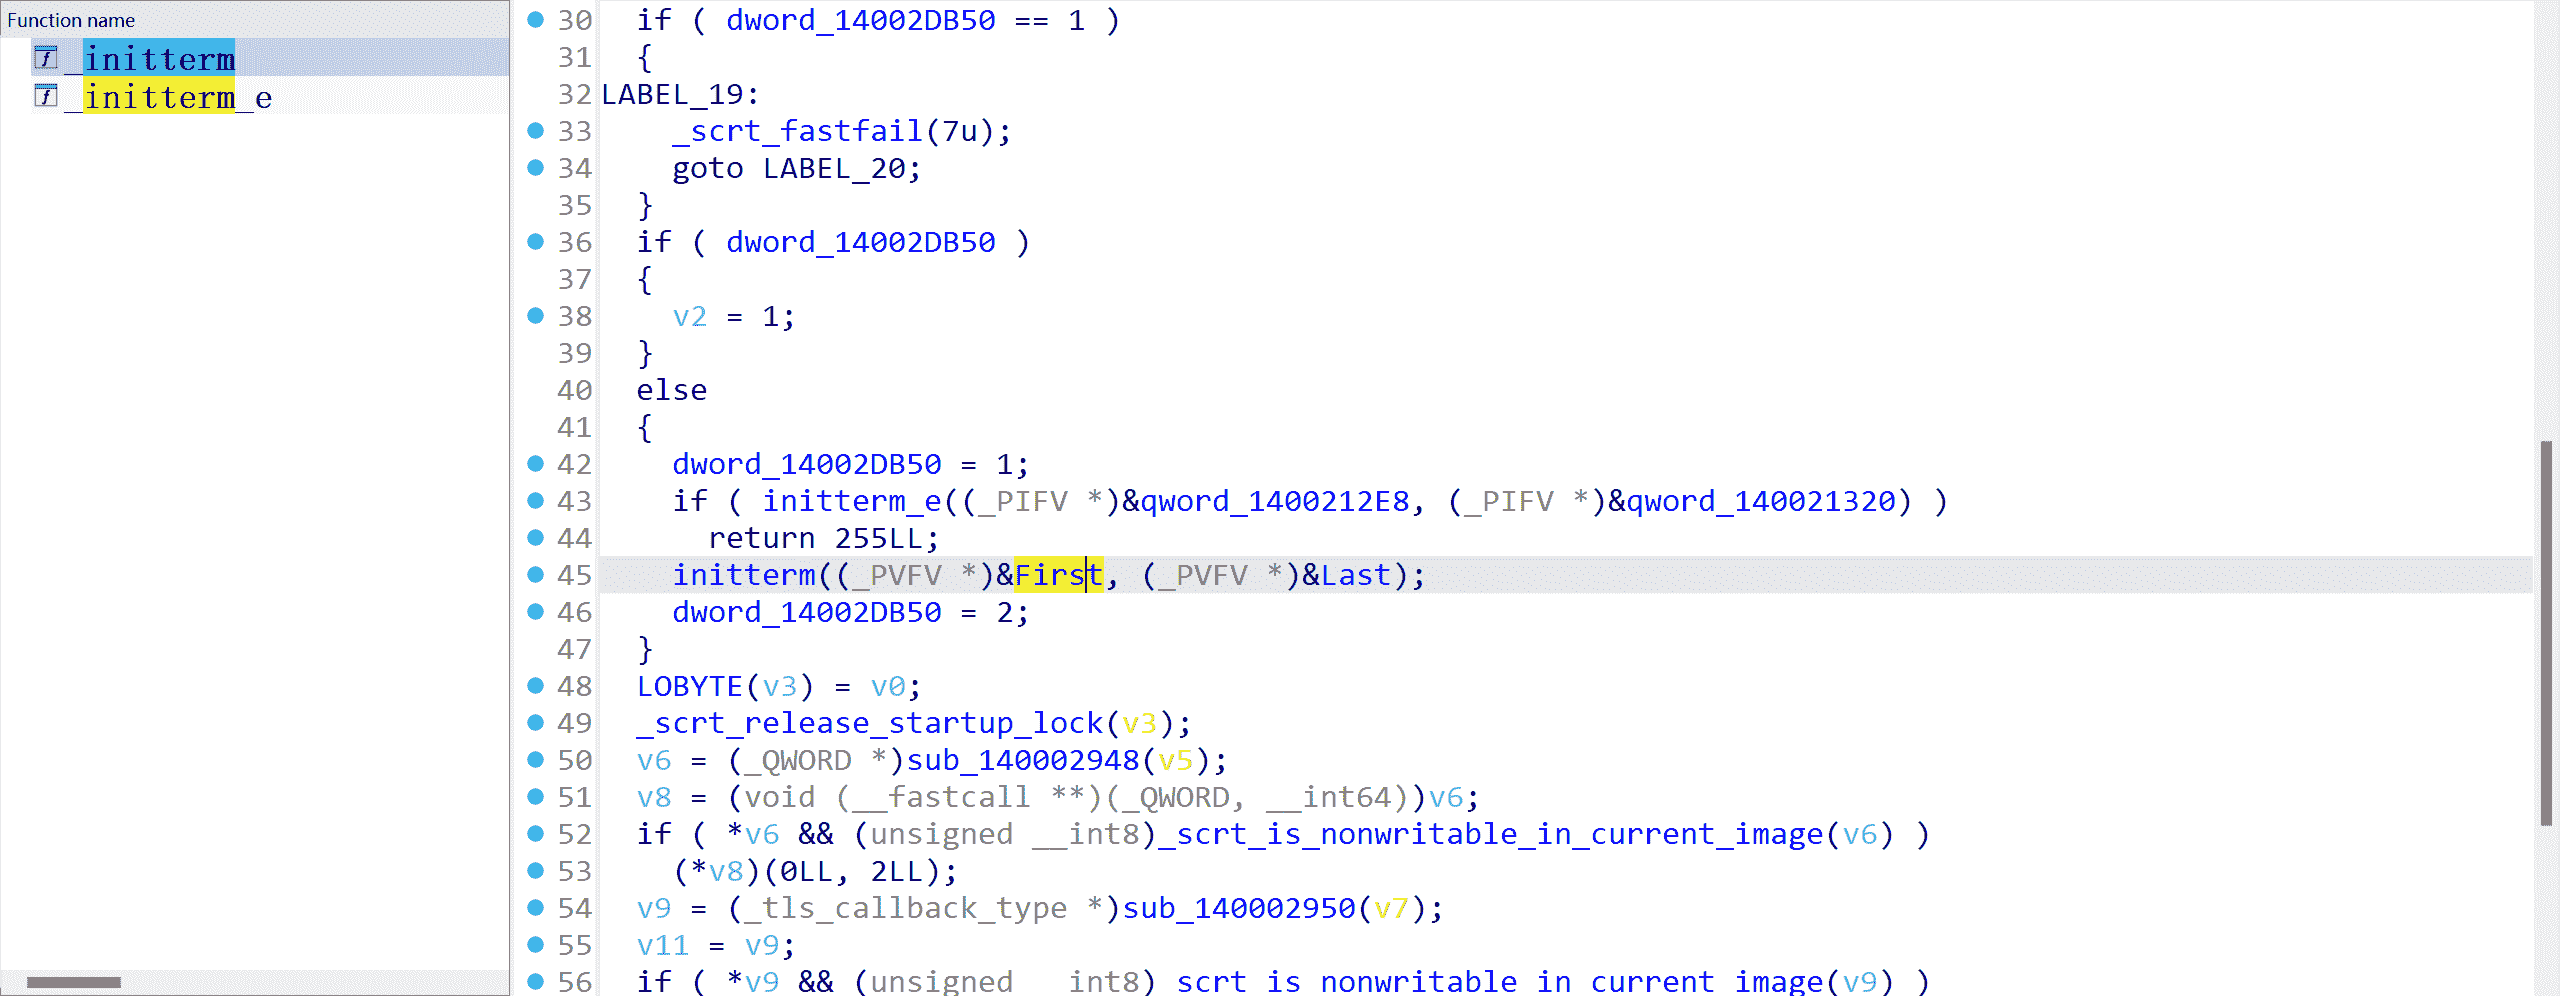 Function name
_initterm
_initterm_e
30 if ( dword_14002DB50 == 1 )
31 {
32 LABEL_19:
33 _scrt_fastfail(7u);
34 goto LABEL_20;
35 }
36 if ( dword_14002DB50 )
37 {
38 v2 = 1;
39 }
40 else
41 {
42 dword_14002DB50 = 1;
43 if ( initterm_e((_PIFV *)&qword_1400212E8, (_PIFV *)&qword_140021320) )
44 return 255LL;
45 initterm((_PVFV *)&First, (_PVFV *)&Last);
46 dword_14002DB50 = 2;
47 }
48 LOBYTE(v3) = v0;
49 _scrt_release_startup_lock(v3);
50 v6 = (_QWORD *)sub_140002948(v5);
51 v8 = (void (__fastcall **)(_QWORD, __int64))v6;
52 if ( *v6 && (unsigned __int8)_scrt_is_nonwritable_in_current_image(v6) )
53 (*v8)(0LL, 2LL);
54 v9 = (_tls_callback_type *)sub_140002950(v7);
55 v11 = v9;
56 if ( *v9 && (unsigned __int8)_scrt_is_nonwritable_in_current_image(v9) )